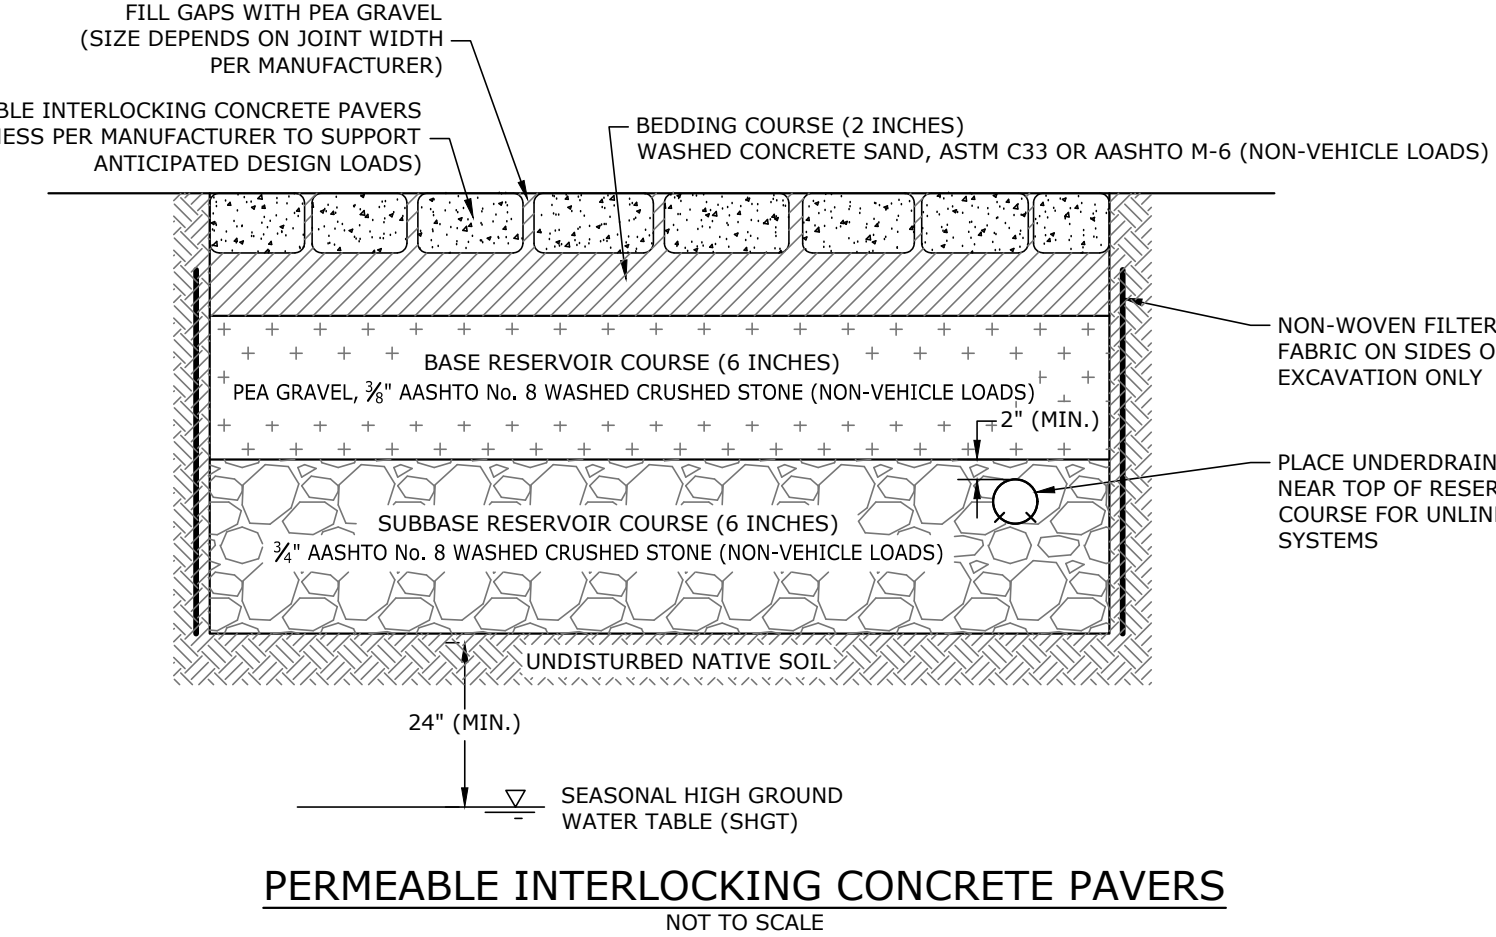 FILL GAPS WITH PEA GRAVEL
(SIZE DEPENDS ON JOINT WIDTH
PER MANUFACTURER)
INTERLOCKING CONCRETE PAVERS
PER MANUFACTURER TO SUPPORT
ANTICIPATED DESIGN LOADS)
BEDDING COURSE (2 INCHES)
WASHED CONCRETE SAND, ASTM C33 OR AASHTO M-6 (NON-VEHICLE LOADS)
BASE RESERVOIR COURSE (6 INCHES)
PEA GRAVEL, ⅜" AASHTO No. 8 WASHED CRUSHED STONE (NON-VEHICLE LOADS)
2" (MIN.)
NON-WOVEN FILTER
FABRIC ON SIDES
EXCAVATION ONLY
SUBBASE RESERVOIR COURSE (6 INCHES)
¾" AASHTO No. 8 WASHED CRUSHED STONE (NON-VEHICLE LOADS)
PLACE UNDERDRAIN
NEAR TOP OF
COURSE FOR
SYSTEMS
UNDISTURBED NATIVE SOIL
24" (MIN.)
SEASONAL HIGH GROUND
WATER TABLE (SHGT)
PERMEABLE INTERLOCKING CONCRETE PAVERS
NOT TO SCALE